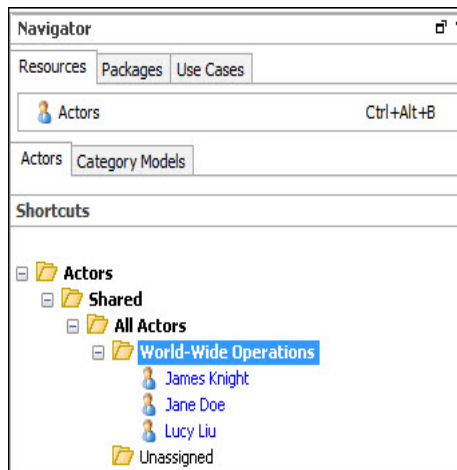 Navigator
Resources Packages Use Cases
Actors Ctrl+Alt+B
Actors Category Models
Shortcuts
Actors
Shared
All Actors
World-Wide Operations
James Knight
Jane Doe
Lucy Liu
Unassigned